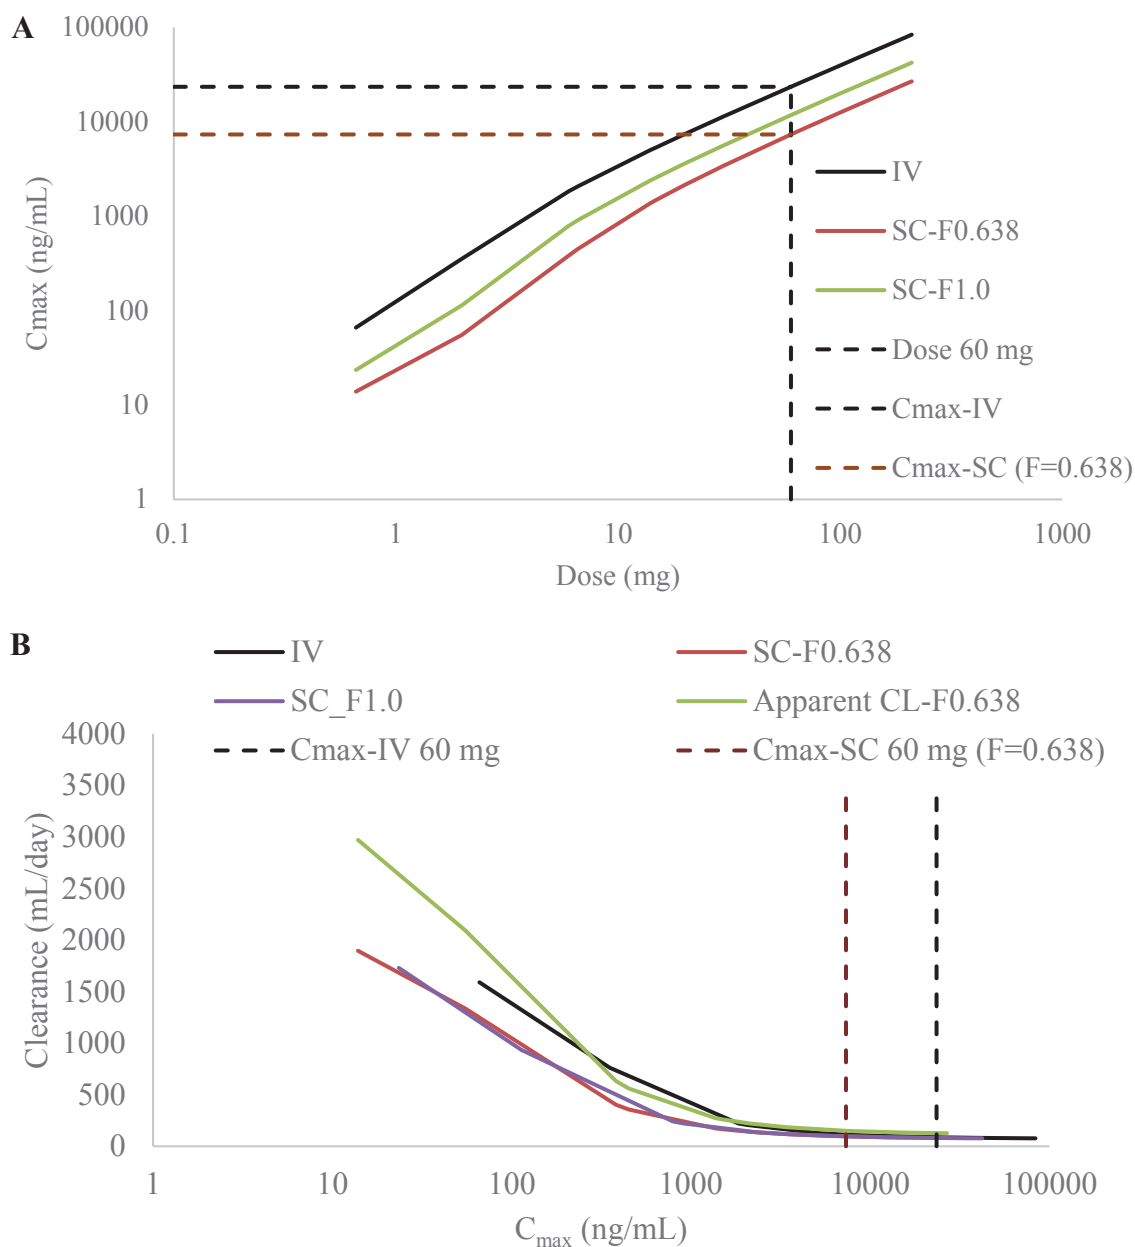 A
Cmax (ng/mL)
100000
10000
1000
100
10
1
0.1 1 10 100 1000
Dose (mg)
IV
SC-F0.638
SC-F1.0
Dose 60 mg
Cmax-IV
Cmax-SC (F=0.638)
B
IV SC-F0.638
SC_F1.0 Apparent CL-F0.638
Cmax-IV 60 mg Cmax-SC 60 mg (F=0.638)
Clearance (mL/day)
4000
3500
3000
2500
2000
1500
1000
500
0
1 10 100 1000 10000 100000
Cmax (ng/mL)